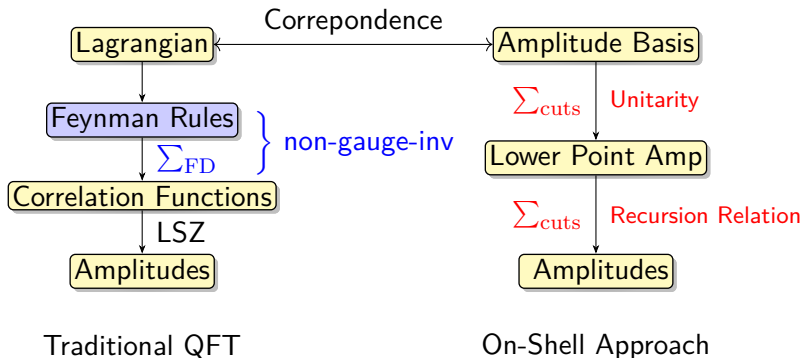 Correpondence
Lagrangian
Amplitude Basis
∑cuts Unitarity
Feynman Rules
non-gauge-inv
∑FD
Lower Point Amp
Correlation Functions
∑cuts Recursion Relation
LSZ
Amplitudes
Amplitudes
Traditional QFT
On-Shell Approach